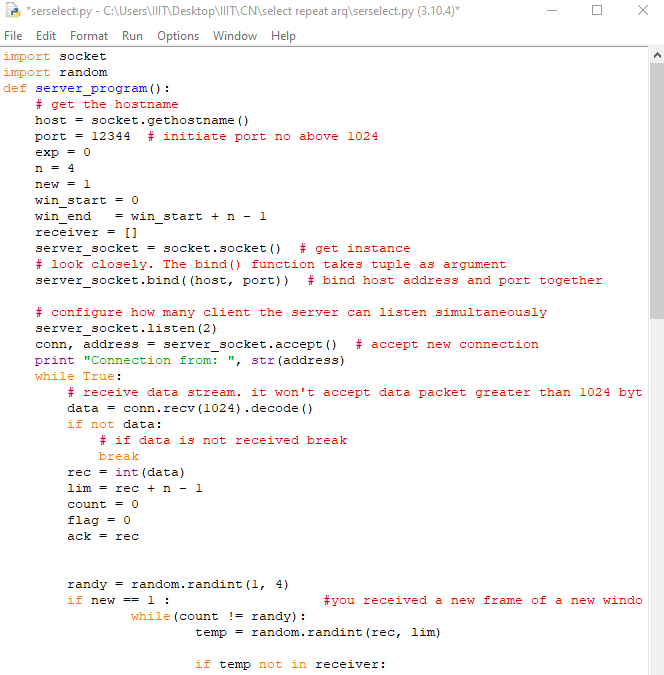 *serselect.py - C:\Users\IIIT\Desktop\IIIT\CN\select repeat arq\serselect.py (3.10.4)*
File Edit Format Run Options Window Help
import socket
import random
def server_program():
    # get the hostname
    host = socket.gethostname()
    port = 12344  # initiate port no above 1024
    exp = 0
    n = 4
    new = 1
    win_start = 0
    win_end   = win_start + n - 1
    receiver = []
    server_socket = socket.socket()  # get instance
    # look closely. The bind() function takes tuple as argument
    server_socket.bind((host, port))  # bind host address and port together
    # configure how many client the server can listen simultaneously
    server_socket.listen(2)
    conn, address = server_socket.accept()  # accept new connection
    print "Connection from: ", str(address)
    while True:
        # receive data stream. it won't accept data packet greater than 1024 byt
        data = conn.recv(1024).decode()
        if not data:
            # if data is not received break
            break
        rec = int(data)
        lim = rec + n - 1
        count = 0
        flag = 0
        ack = rec
        randy = random.randint(1, 4)
        if new == 1 :                   #you received a new frame of a new windo
                while(count != randy):
                        temp = random.randint(rec, lim)
                        if temp not in receiver: